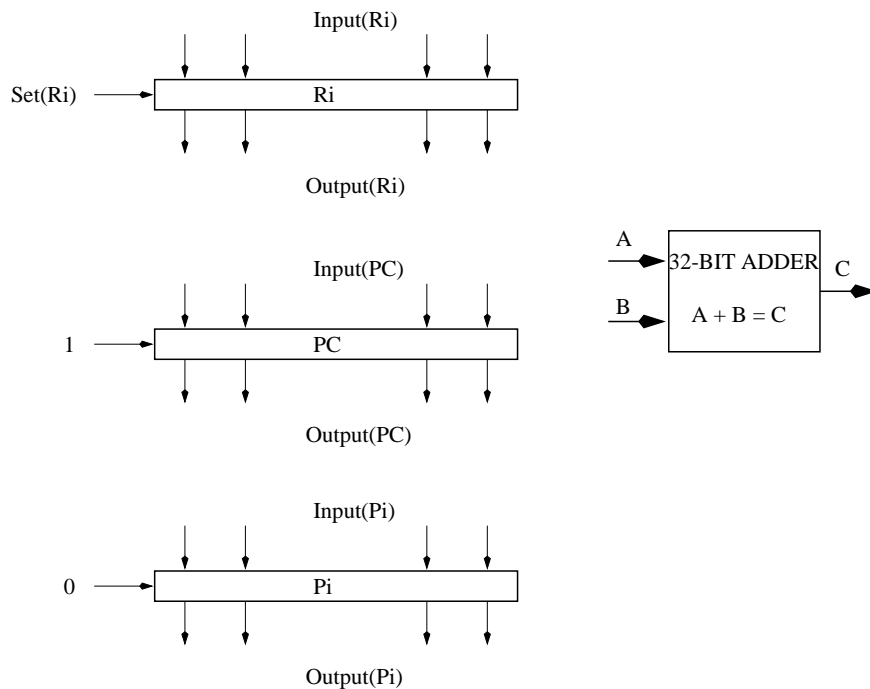 Input(Ri)
Set(Ri)
Ri
Output(Ri)
Input(PC)
1
PC
Output(PC)
Input(Pi)
0
Pi
Output(Pi)
A
32-BIT ADDER
C
B
A + B = C